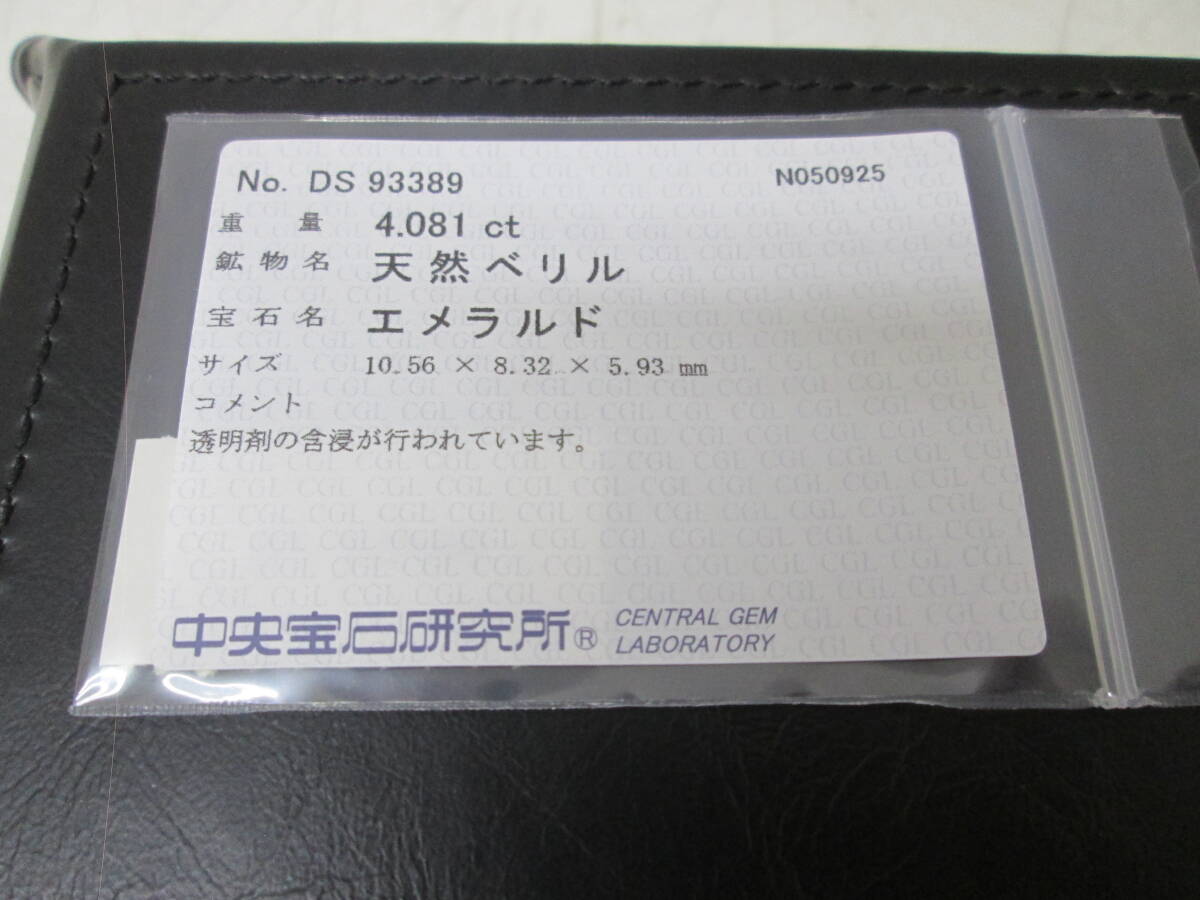 No. DS 93389 N050925
重量 4.081 ct
鉱物名 天然ベリル
宝石名 エメラルド
サイズ 10.56 × 8.32 × 5.93 mm
コメント
透明剤の含浸が行われています。
中央宝石研究所® CENTRAL GEM
LABORATORY